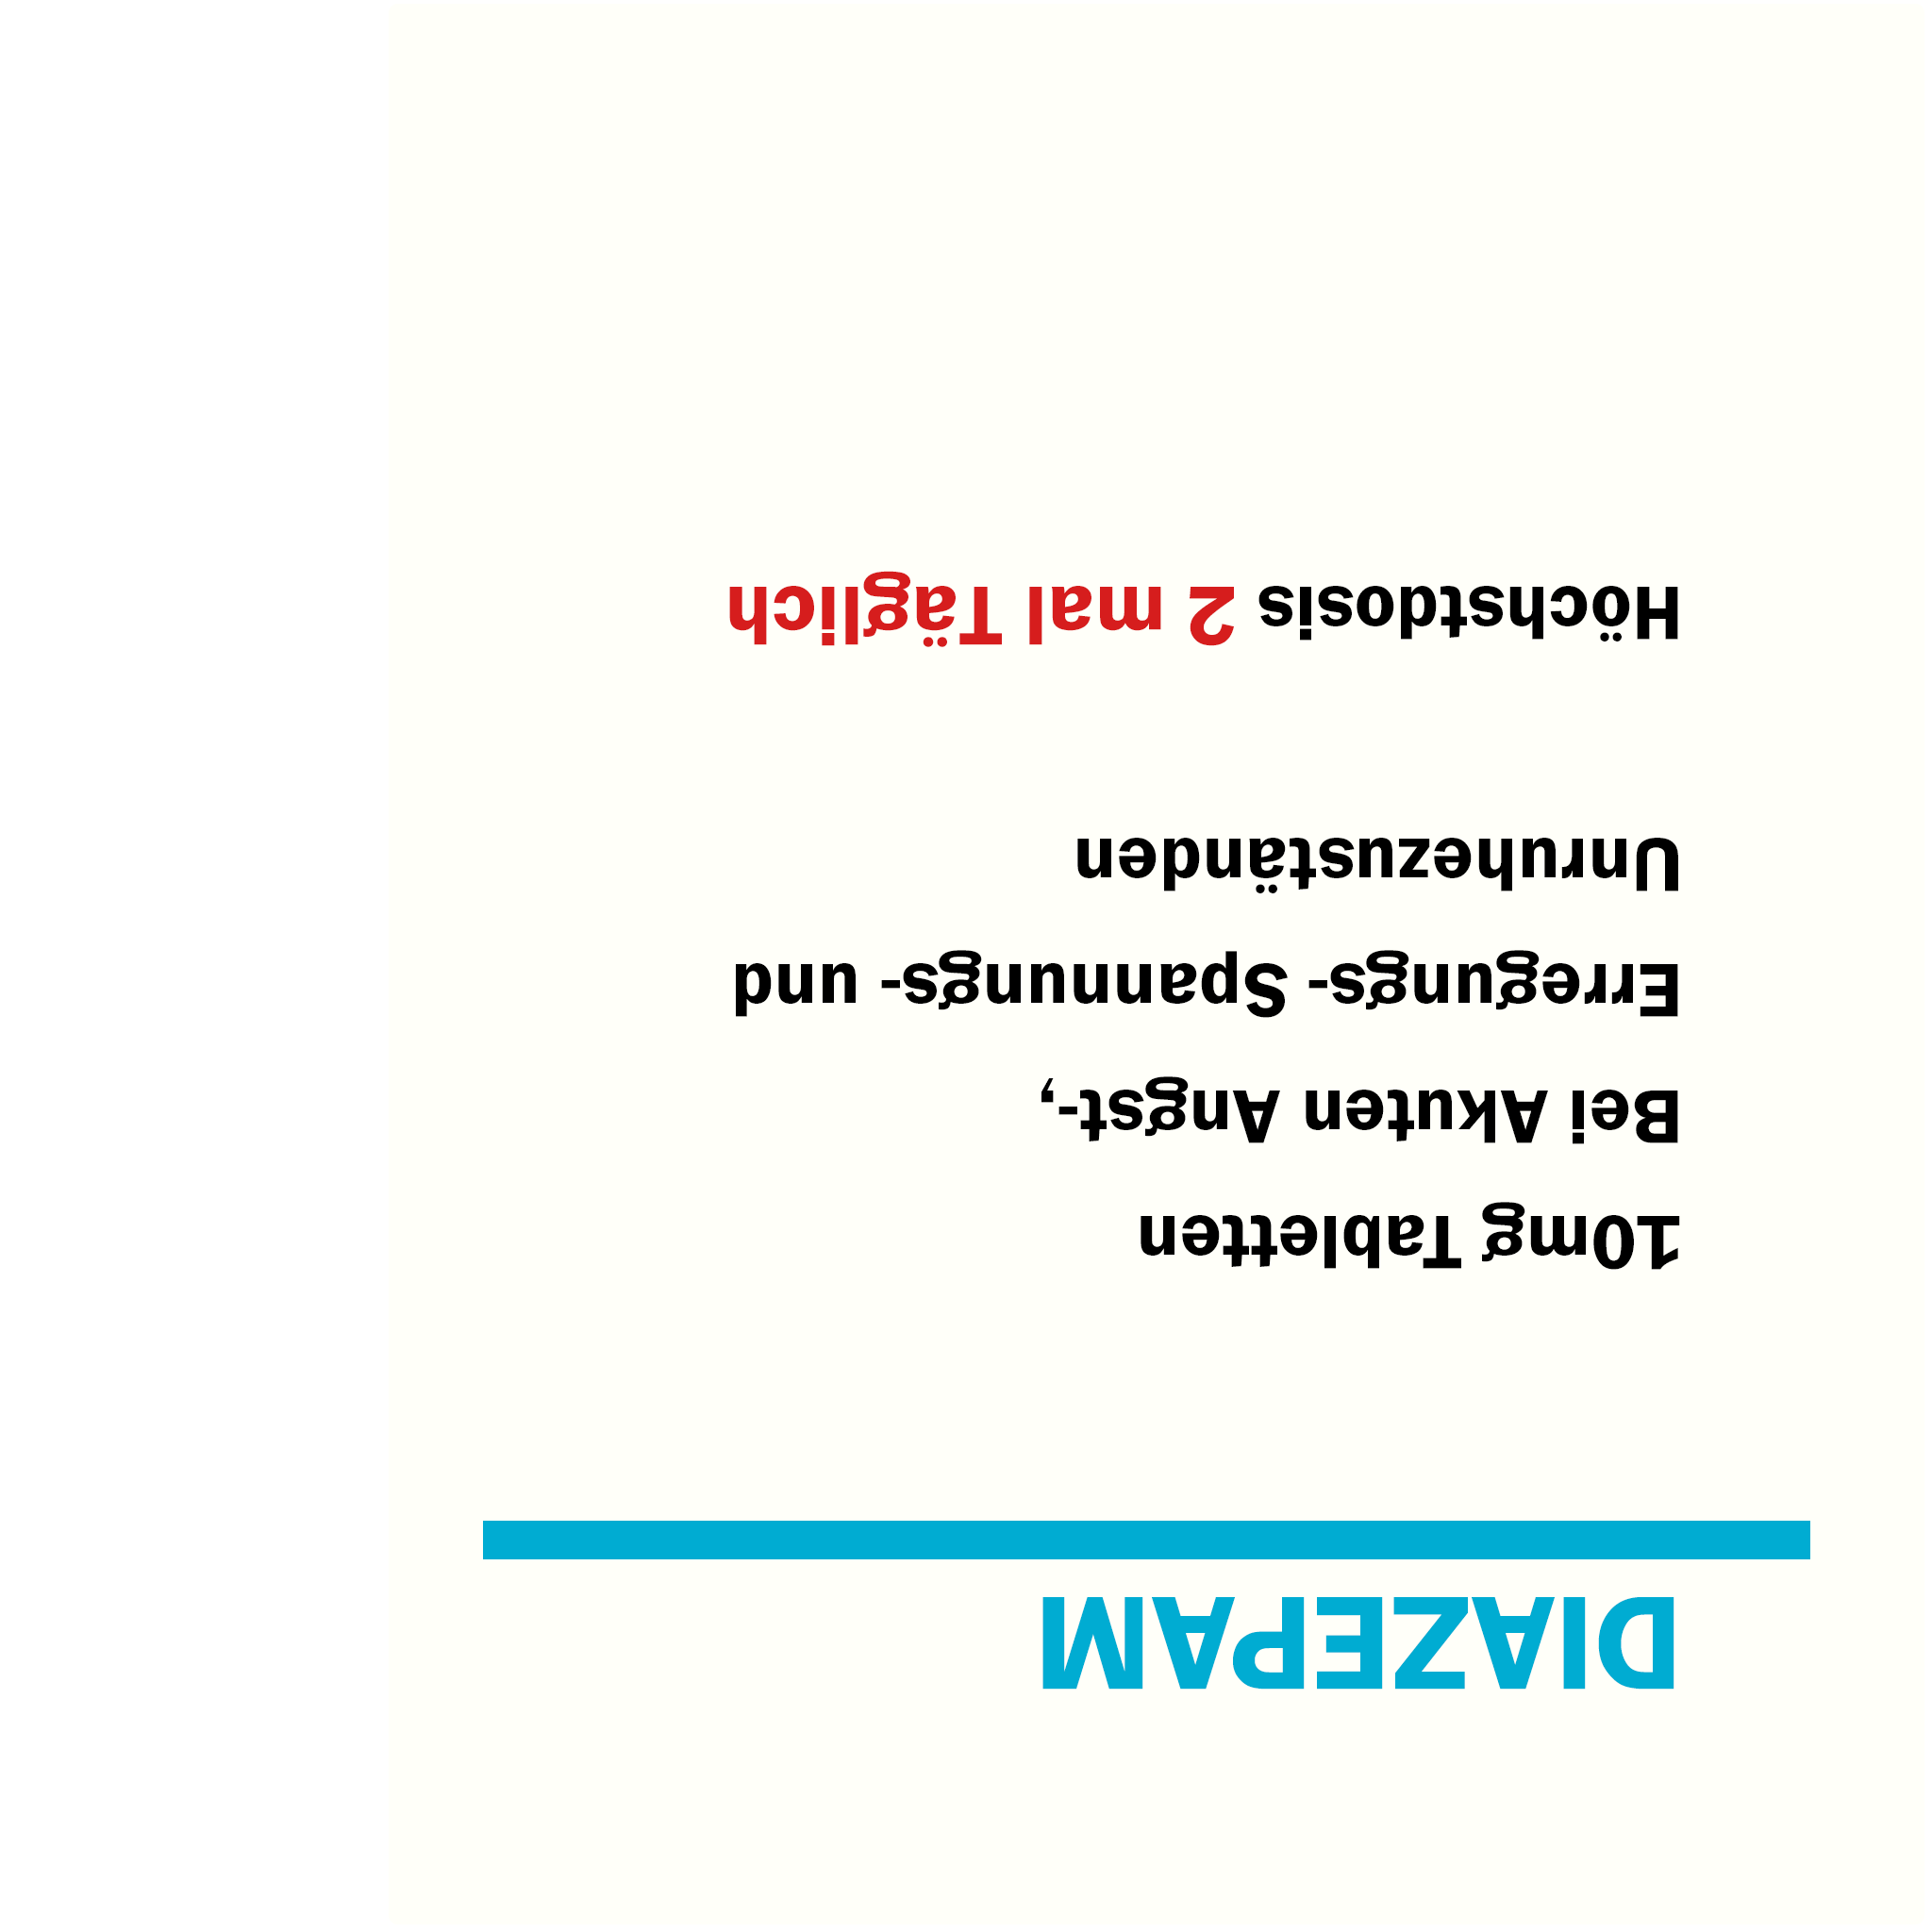 DIAZEPAM
10mg Tabletten
Bei Akuten Angst-,
Erregungs- Spannungs- und
Unruhezuständen
Höchstdosis 2 mal Täglich